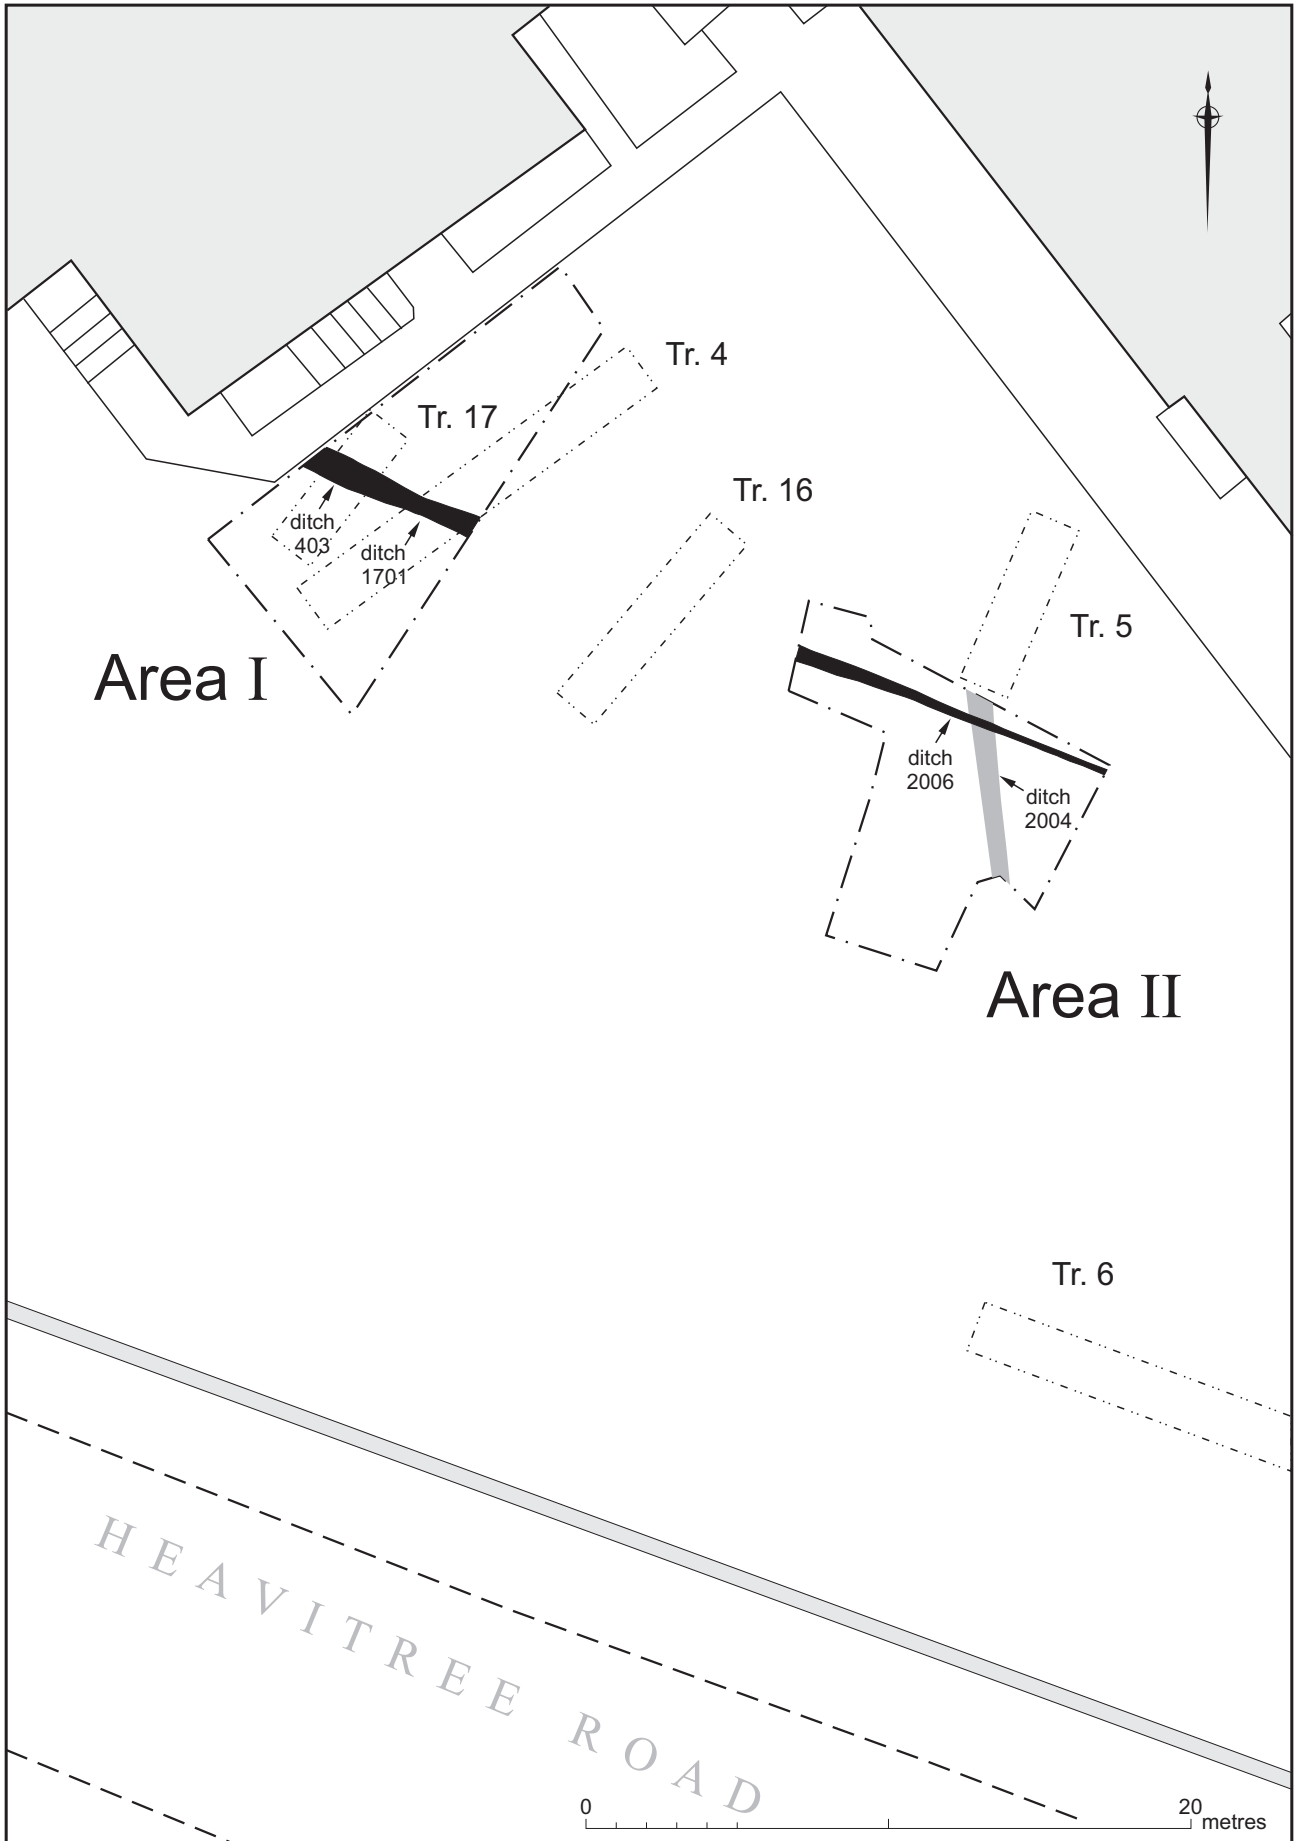 Tr. 4
Tr. 17
Tr. 16
ditch
403
ditch
1701
Tr. 5
Area I
ditch
2006
ditch
2004
Area II
Tr. 6
HEAVITREE ROAD
0
20
metres